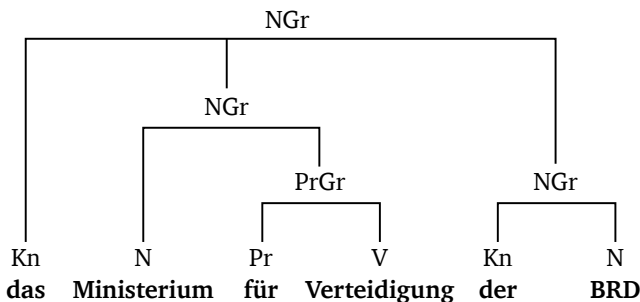 NGr
NGr
PrGr NGr
Kn N Pr V Kn N
das Ministerium für Verteidigung der BRD